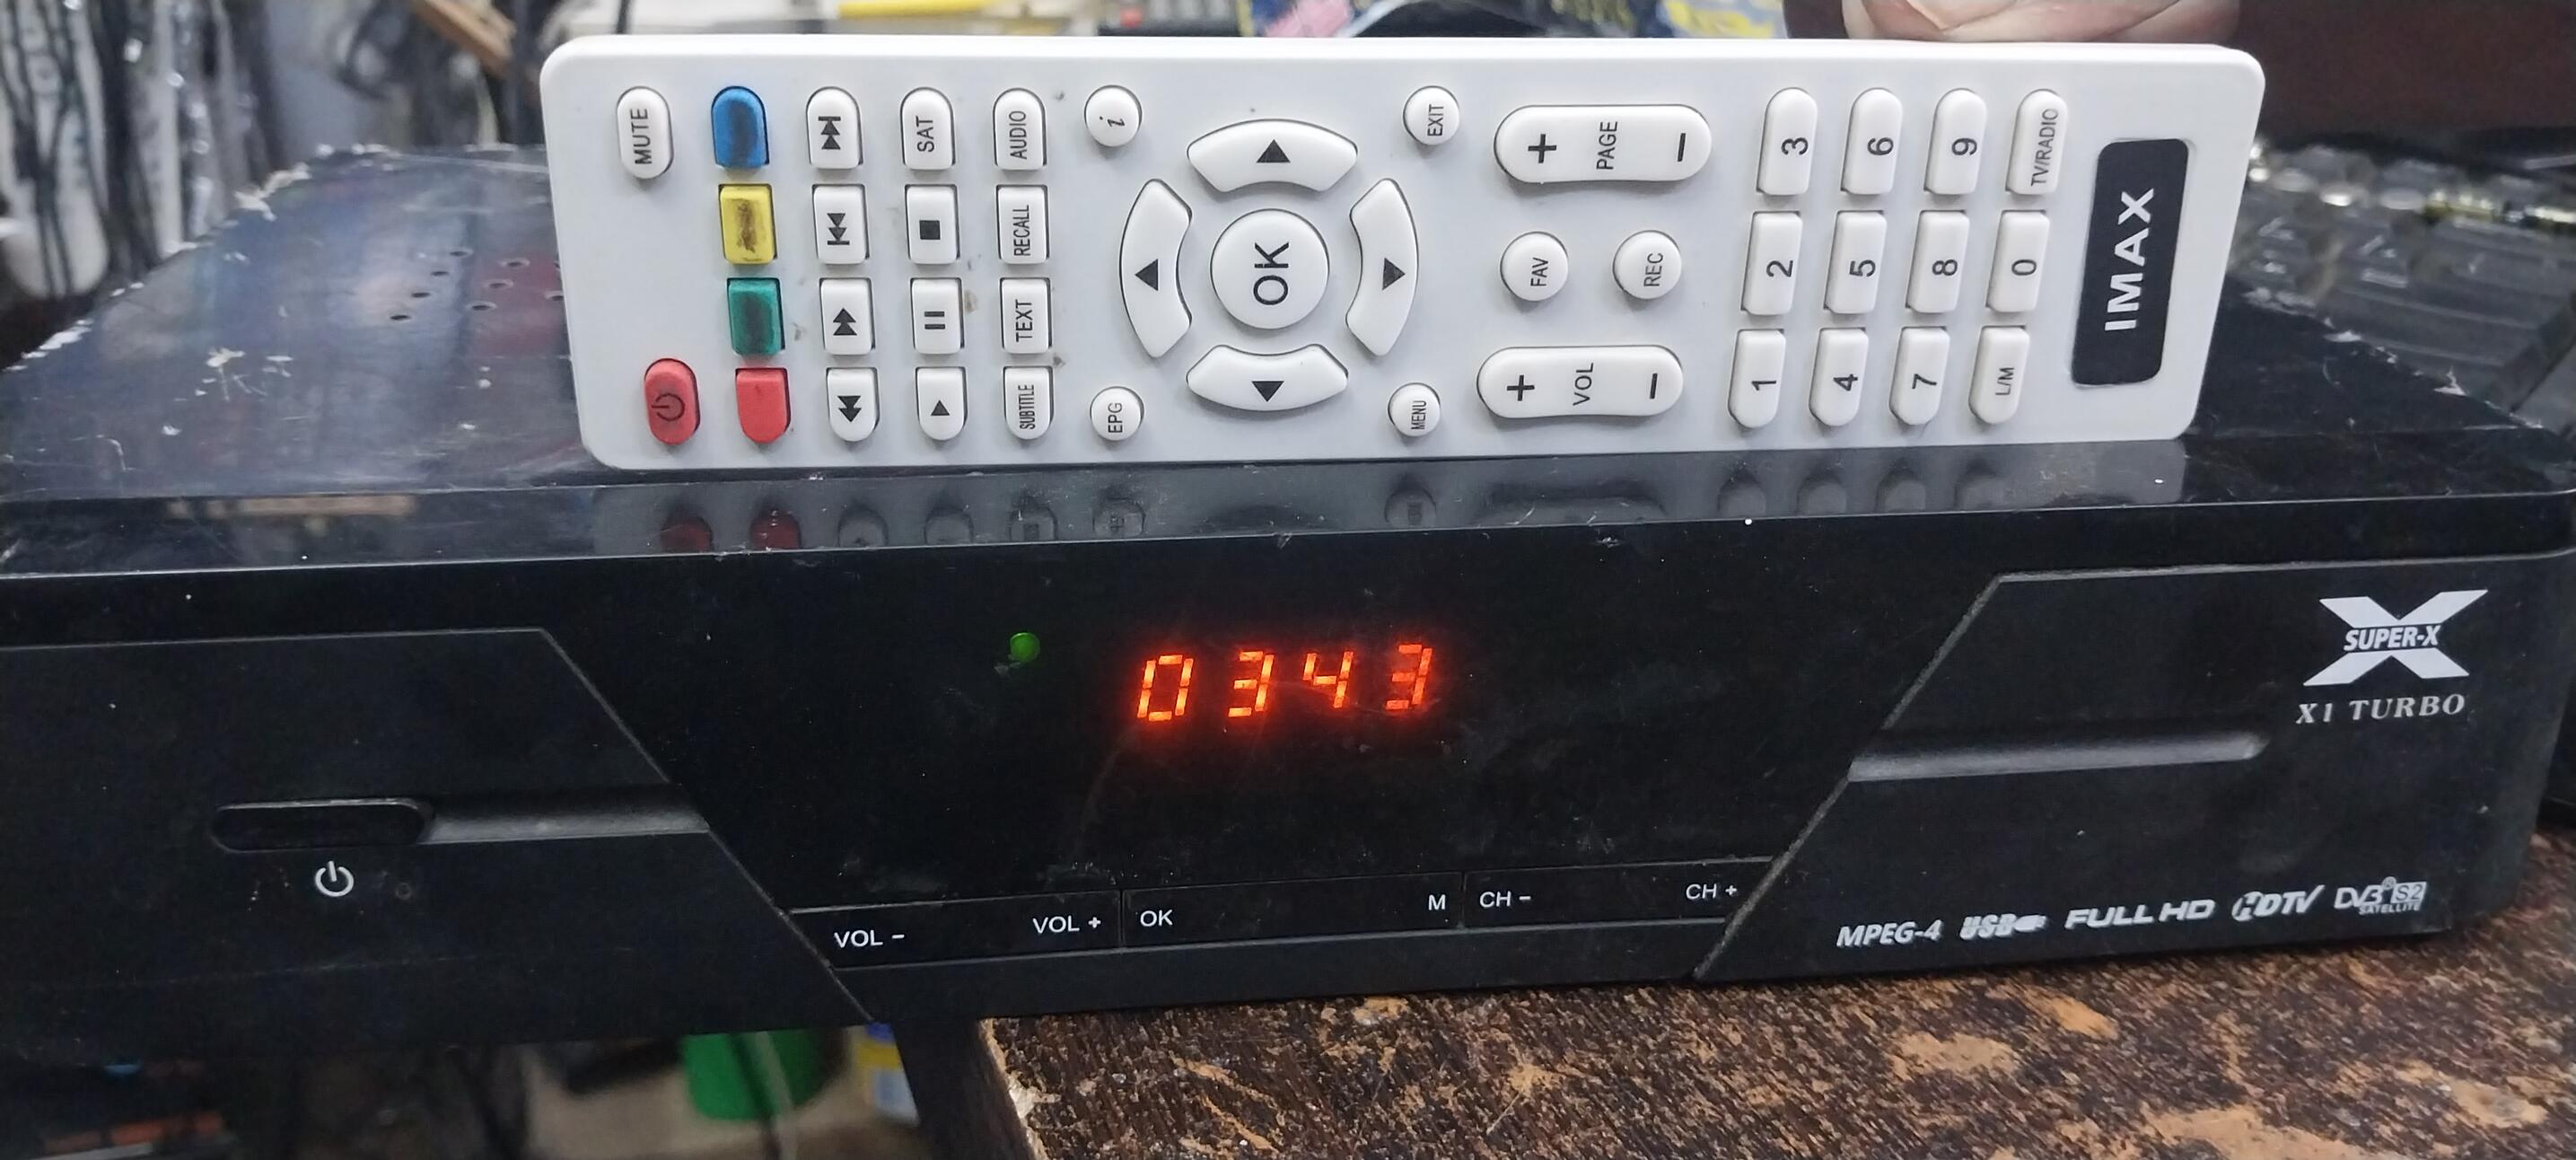 MUTE
SAT
AUDIO
i
EXIT
+ PAGE −
3
6
9
TV/RADIO
RECALL
OK
FAV
REC
2
5
8
0
IMAX
TEXT
SUBTITLE
EPG
MENU
+ VOL −
1
4
7
L/M
0343
SUPER-X
X1 TURBO
VOL − VOL + OK M CH − CH +
MPEG-4 USB FULL HD HDTV DVB S2
SATELLITE